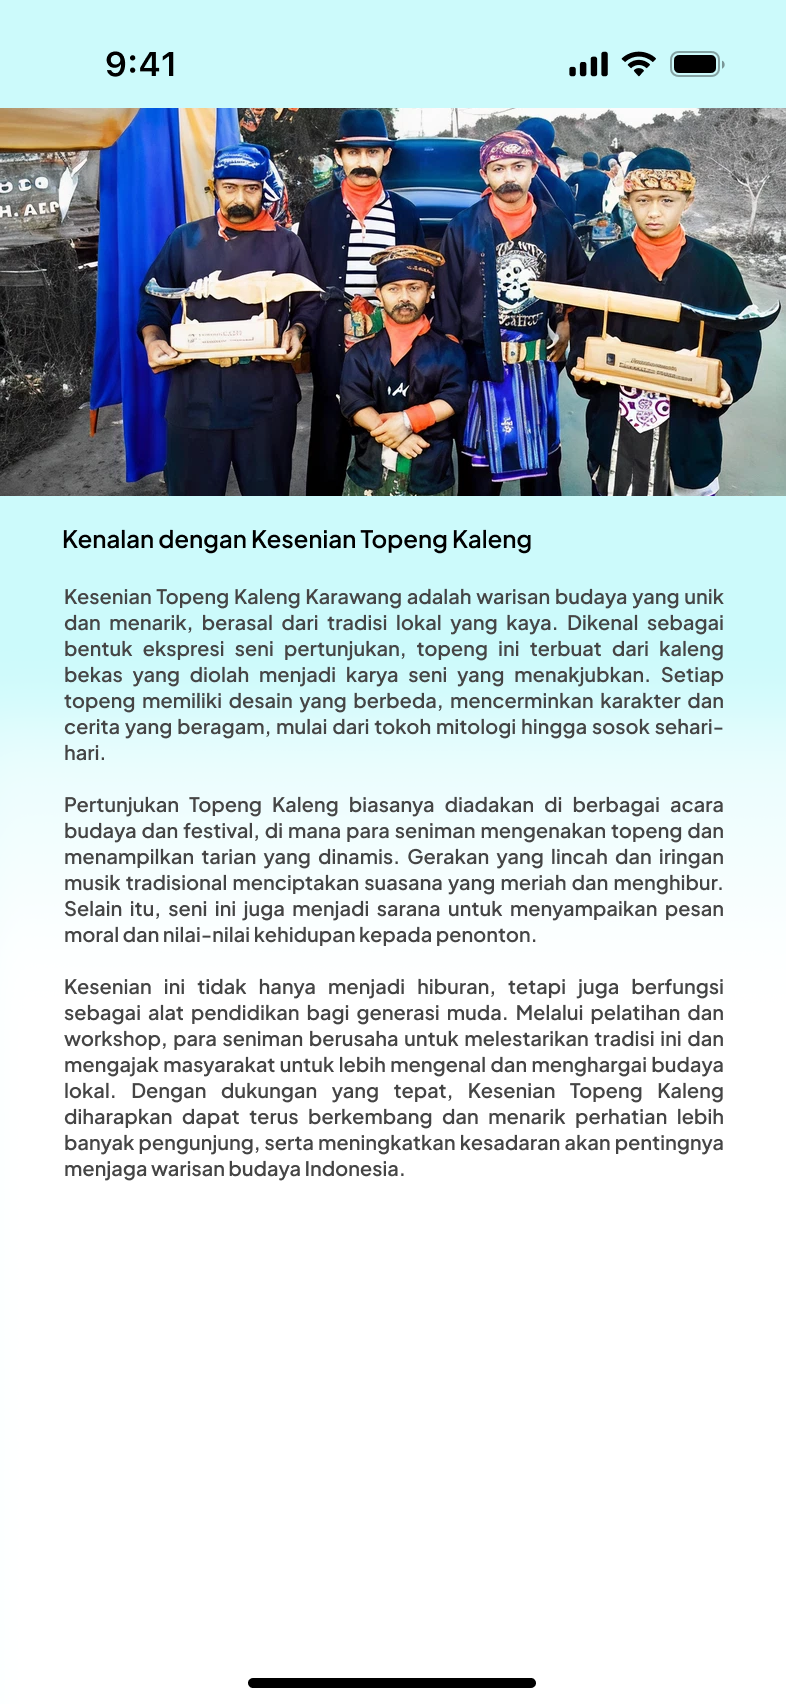 9:41
Kenalan dengan Kesenian Topeng Kaleng
Kesenian Topeng Kaleng Karawang adalah warisan budaya yang unik
dan menarik, berasal dari tradisi lokal yang kaya. Dikenal sebagai
bentuk ekspresi seni pertunjukan, topeng ini terbuat dari kaleng
bekas yang diolah menjadi karya seni yang menakjubkan. Setiap
topeng memiliki desain yang berbeda, mencerminkan karakter dan
cerita yang beragam, mulai dari tokoh mitologi hingga sosok sehari-
hari.
Pertunjukan Topeng Kaleng biasanya diadakan di berbagai acara
budaya dan festival, di mana para seniman mengenakan topeng dan
menampilkan tarian yang dinamis. Gerakan yang lincah dan iringan
musik tradisional menciptakan suasana yang meriah dan menghibur.
Selain itu, seni ini juga menjadi sarana untuk menyampaikan pesan
moral dan nilai-nilai kehidupan kepada penonton.
Kesenian ini tidak hanya menjadi hiburan, tetapi juga berfungsi
sebagai alat pendidikan bagi generasi muda. Melalui pelatihan dan
workshop, para seniman berusaha untuk melestarikan tradisi ini dan
mengajak masyarakat untuk lebih mengenal dan menghargai budaya
lokal. Dengan dukungan yang tepat, Kesenian Topeng Kaleng
diharapkan dapat terus berkembang dan menarik perhatian lebih
banyak pengunjung, serta meningkatkan kesadaran akan pentingnya
menjaga warisan budaya Indonesia.